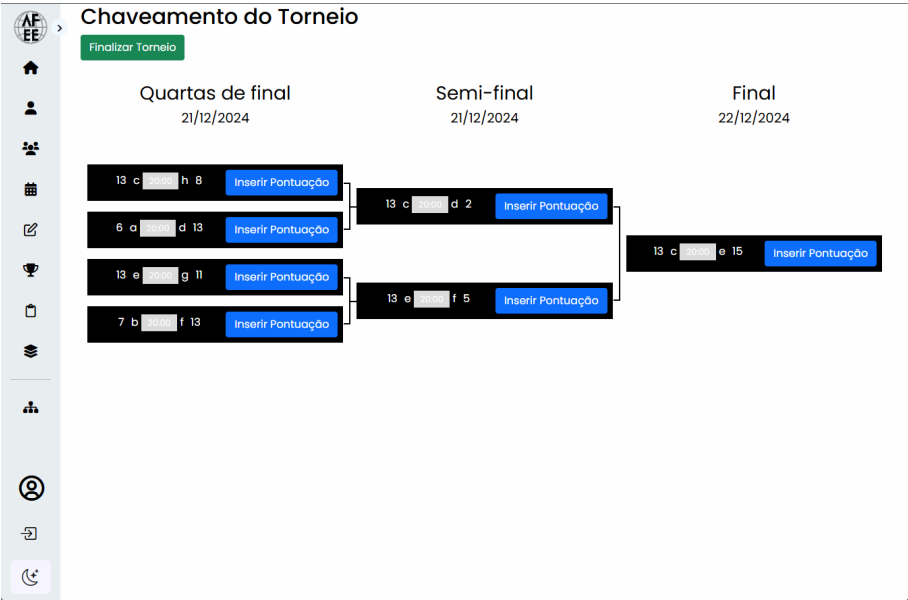 AF
EE
Chaveamento do Torneio
Finalizar Torneio
Quartas de final
21/12/2024
Semi-final
21/12/2024
Final
22/12/2024
13 c 20:00 h 8 Inserir Pontuação
6 a 20:00 d 13 Inserir Pontuação
13 e 20:00 g 11 Inserir Pontuação
7 b 20:00 f 13 Inserir Pontuação
13 c 20:00 d 2 Inserir Pontuação
13 e 20:00 f 5 Inserir Pontuação
13 c 20:00 e 15 Inserir Pontuação